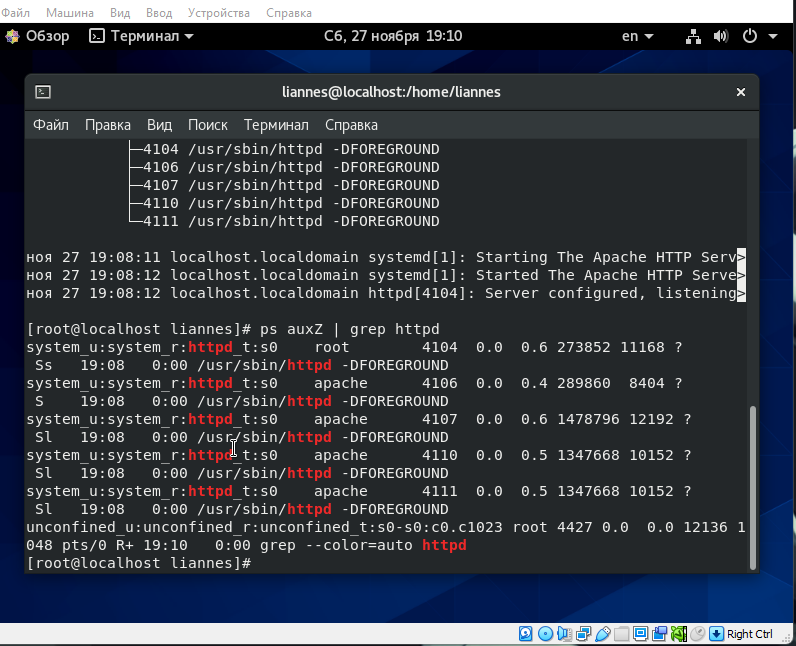 Файл Машина Вид Ввод Устройства Справка
Обзор Терминал Сб, 27 ноября 19:10 en
liannes@localhost:/home/liannes ×
Файл Правка Вид Поиск Терминал Справка
├─4104 /usr/sbin/httpd -DFOREGROUND
├─4106 /usr/sbin/httpd -DFOREGROUND
├─4107 /usr/sbin/httpd -DFOREGROUND
├─4110 /usr/sbin/httpd -DFOREGROUND
└─4111 /usr/sbin/httpd -DFOREGROUND
ноя 27 19:08:11 localhost.localdomain systemd[1]: Starting The Apache HTTP Serv>
ноя 27 19:08:12 localhost.localdomain systemd[1]: Started The Apache HTTP Serve>
ноя 27 19:08:12 localhost.localdomain httpd[4104]: Server configured, listening>
[root@localhost liannes]# ps auxZ | grep httpd
system_u:system_r:httpd_t:s0    root        4104  0.0  0.6 273852 11168 ?
 Ss   19:08   0:00 /usr/sbin/httpd -DFOREGROUND
system_u:system_r:httpd_t:s0    apache      4106  0.0  0.4 289860  8404 ?
 S    19:08   0:00 /usr/sbin/httpd -DFOREGROUND
system_u:system_r:httpd_t:s0    apache      4107  0.0  0.6 1478796 12192 ?
 Sl   19:08   0:00 /usr/sbin/httpd -DFOREGROUND
system_u:system_r:httpd_t:s0    apache      4110  0.0  0.5 1347668 10152 ?
 Sl   19:08   0:00 /usr/sbin/httpd -DFOREGROUND
system_u:system_r:httpd_t:s0    apache      4111  0.0  0.5 1347668 10152 ?
 Sl   19:08   0:00 /usr/sbin/httpd -DFOREGROUND
unconfined_u:unconfined_r:unconfined_t:s0-s0:c0.c1023 root 4427 0.0  0.0 12136 1
048 pts/0 R+ 19:10   0:00 grep --color=auto httpd
[root@localhost liannes]#
Right Ctrl